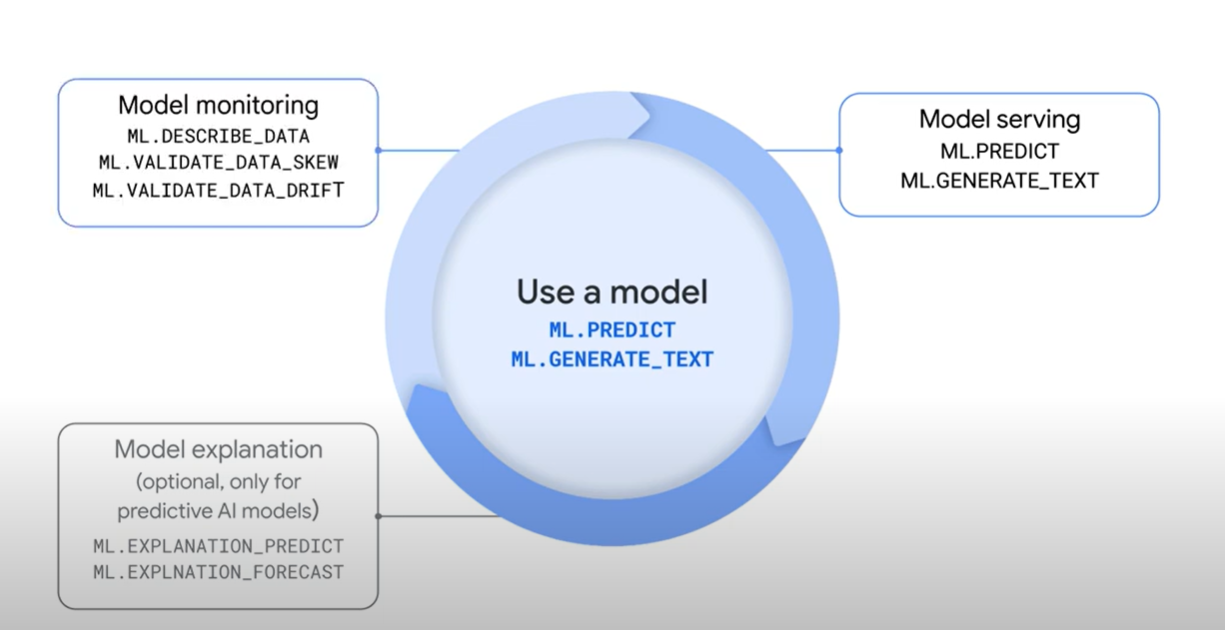 Model monitoring
ML.DESCRIBE_DATA
ML.VALIDATE_DATA_SKEW
ML.VALIDATE_DATA_DRIFT
Model serving
ML.PREDICT
ML.GENERATE_TEXT
Use a model
ML.PREDICT
ML.GENERATE_TEXT
Model explanation
(optional, only for
predictive AI models)
ML.EXPLANATION_PREDICT
ML.EXPLNATION_FORECAST